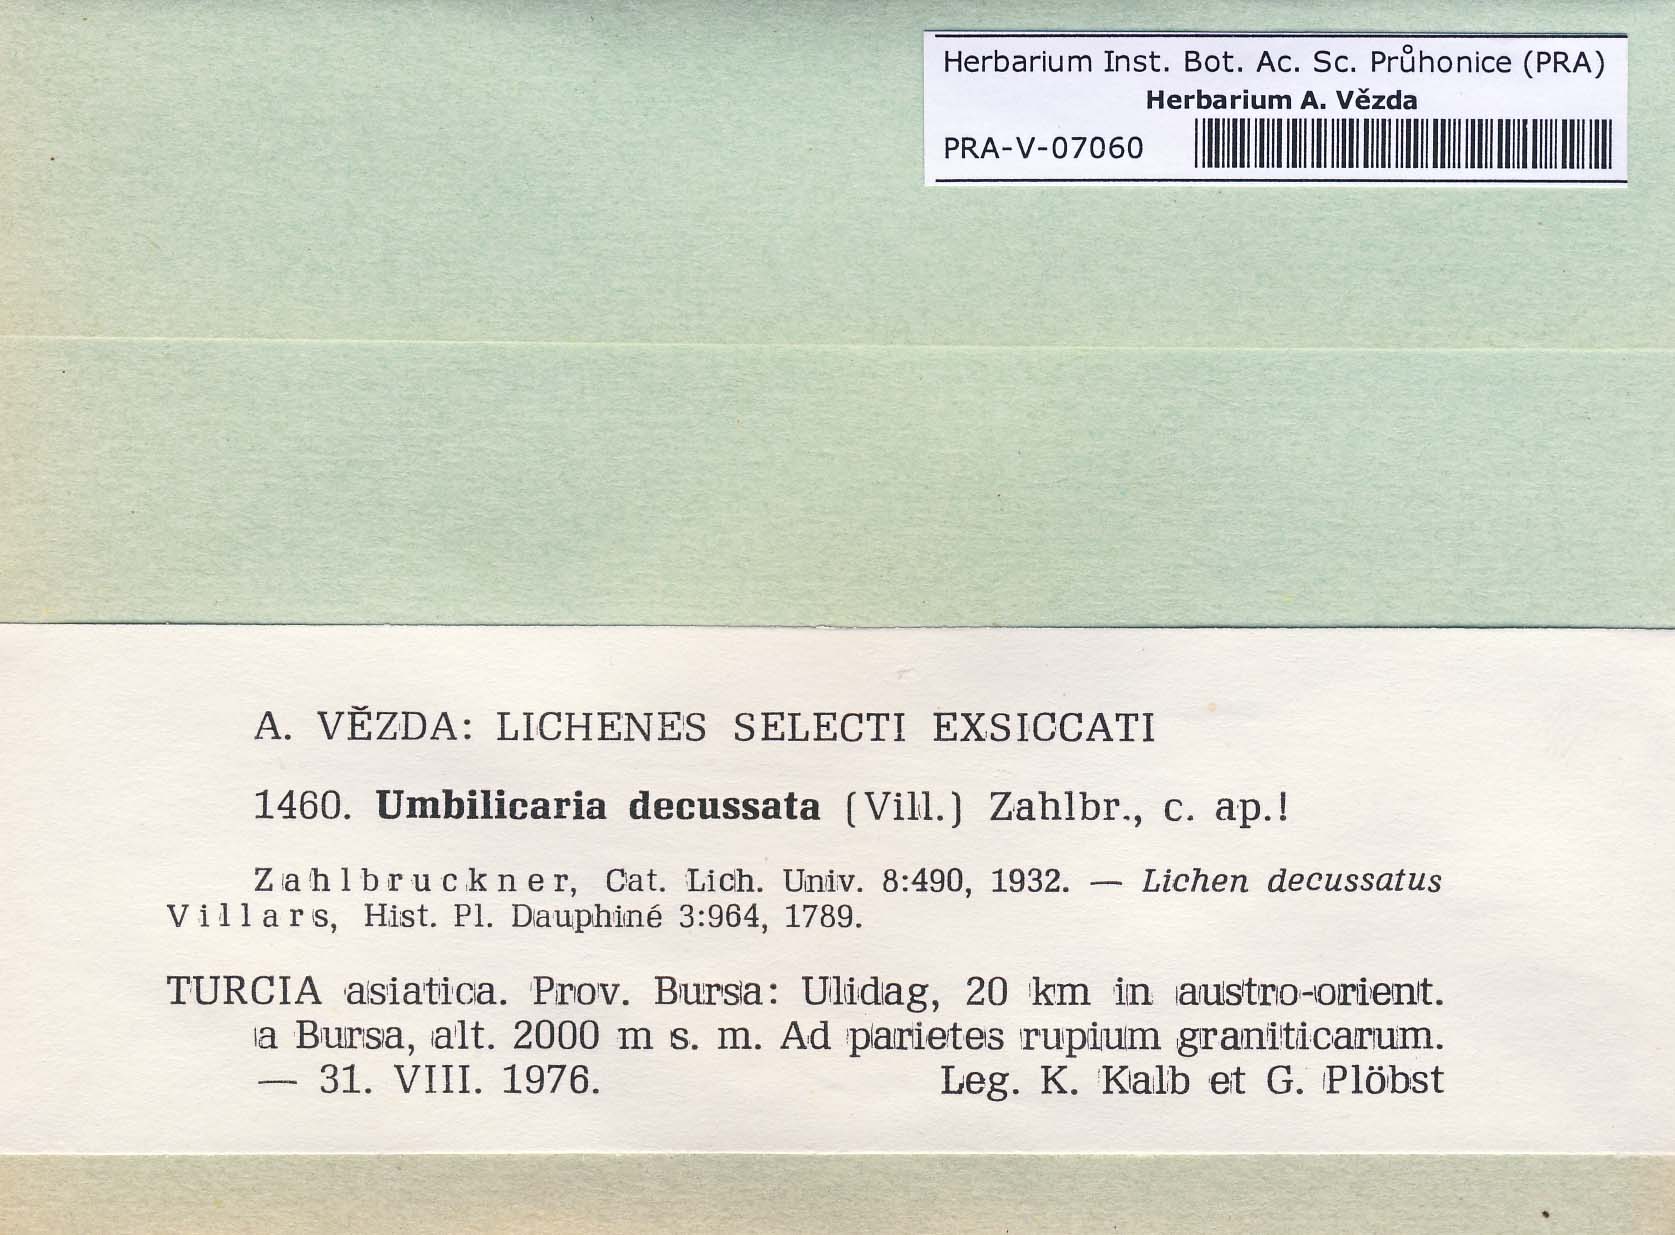 Herbarium Inst. Bot. Ac. Sc. Průhonice (PRA)
Herbarium A. Vězda
PRA-V-07060
A. VĚZDA: LICHENES SELECTI EXSICCATI
1460. Umbilicaria decussata (Vill.) Zahlbr., c. ap.!
Zahlbruckner, Cat. Lich. Univ. 8:490, 1932. — Lichen decussatus
Villars, Hist. Pl. Dauphiné 3:964, 1789.
TURCIA asiatica. Prov. Bursa: Ulidag, 20 km in austro-orient.
a Bursa, alt. 2000 m s. m. Ad parietes rupium graniticarum.
— 31. VIII. 1976. Leg. K. Kalb et G. Plöbst